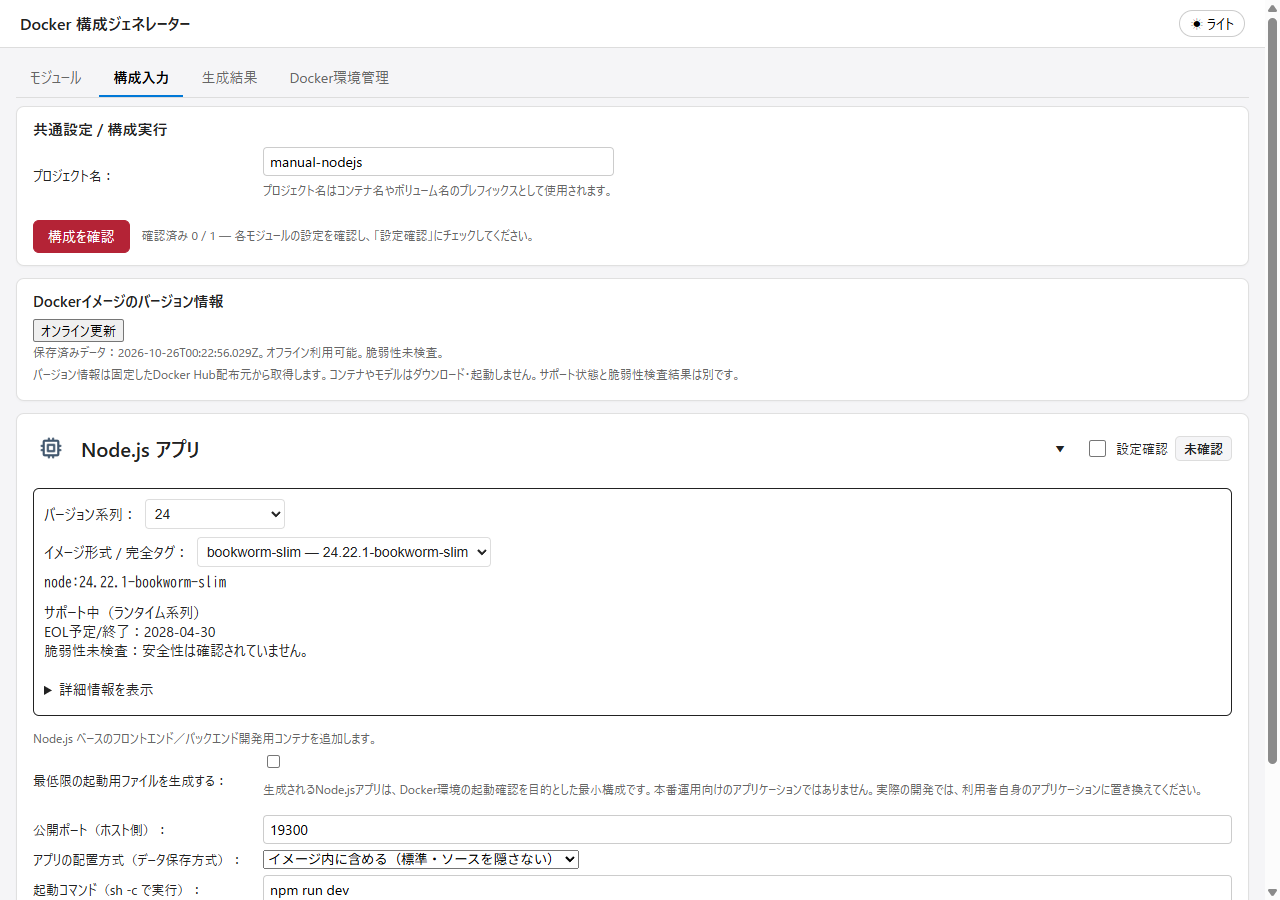 Docker 構成ジェネレーター
ライト
モジュール 構成入力 生成結果 Docker環境管理
共通設定 / 構成実行
プロジェクト名：
manual-nodejs
プロジェクト名はコンテナ名やボリューム名のプレフィックスとして使用されます。
構成を確認 確認済み 0 / 1 — 各モジュールの設定を確認し、「設定確認」にチェックしてください。
Dockerイメージのバージョン情報
オンライン更新
保存済みデータ：2026-10-26T00:22:56.029Z。オフライン利用可能。脆弱性未検査。
バージョン情報は固定したDocker Hub配布元から取得します。コンテナやモデルはダウンロード・起動しません。サポート状態と脆弱性検査結果は別です。
Node.js アプリ ▼ 設定確認 未確認
バージョン系列： 24
イメージ形式 / 完全タグ： bookworm-slim — 24.22.1-bookworm-slim
node:24.22.1-bookworm-slim
サポート中（ランタイム系列）
EOL予定/終了：2028-04-30
脆弱性未検査：安全性は確認されていません。
▶ 詳細情報を表示
Node.js ベースのフロントエンド／バックエンド開発用コンテナを追加します。
最低限の起動用ファイルを生成する：
生成されるNode.jsアプリは、Docker環境の起動確認を目的とした最小構成です。本番運用向けのアプリケーションではありません。実際の開発では、利用者自身のアプリケーションに置き換えてください。
公開ポート（ホスト側）： 19300
アプリの配置方式（データ保存方式）： イメージ内に含める（標準・ソースを隠さない）
起動コマンド（sh -c で実行）： npm run dev